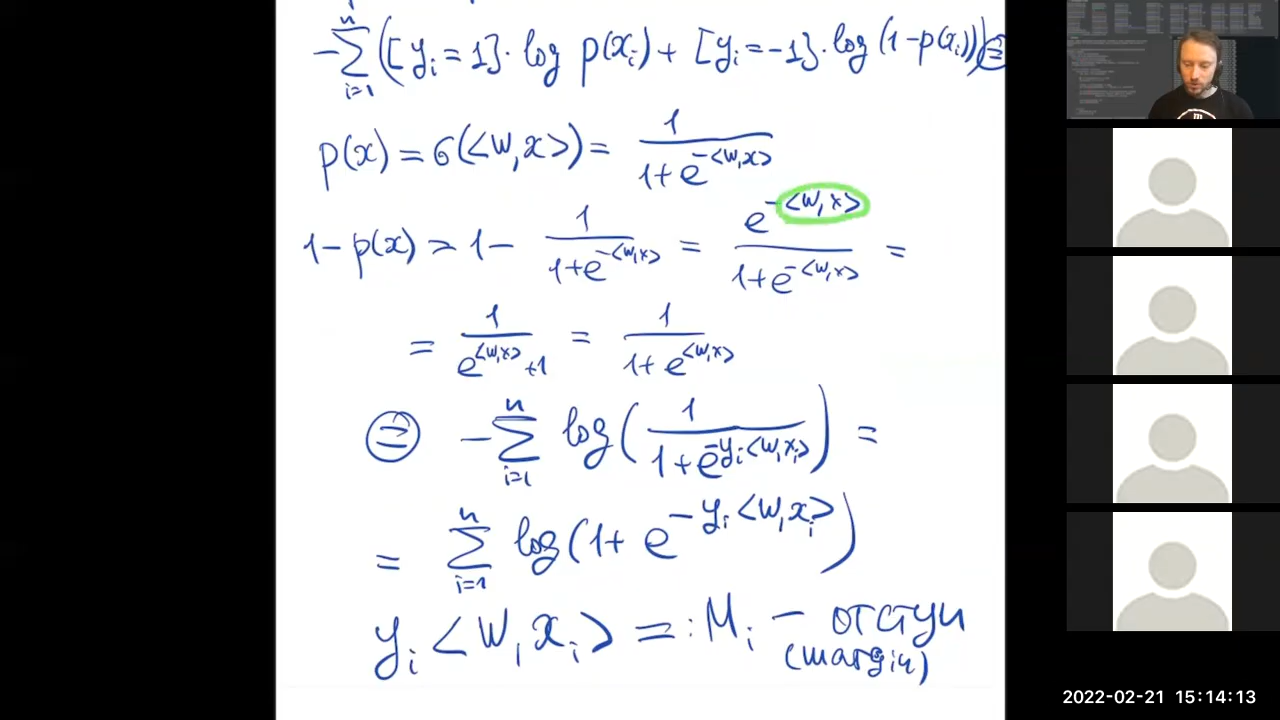 -∑_{i=1}^{n} ([y_i = 1] · log p(x_i) + [y_i = -1] · log (1 - p(x_i))) ⊜
p(x) = σ(<w, x>) = 1 / (1 + e^{-<w, x>})
1 - p(x) = 1 - 1 / (1 + e^{-<w, x>}) = e^{-<w, x>} / (1 + e^{-<w, x>}) =
= 1 / (e^{<w, x>} + 1) = 1 / (1 + e^{<w, x>})
⊜ -∑_{i=1}^{n} log(1 / (1 + e^{-y_i <w, x_i>})) =
= ∑_{i=1}^{n} log(1 + e^{-y_i <w, x_i>})
y_i <w, x_i> =: M_i - отступ
(margin)
2022-02-21 15:14:13